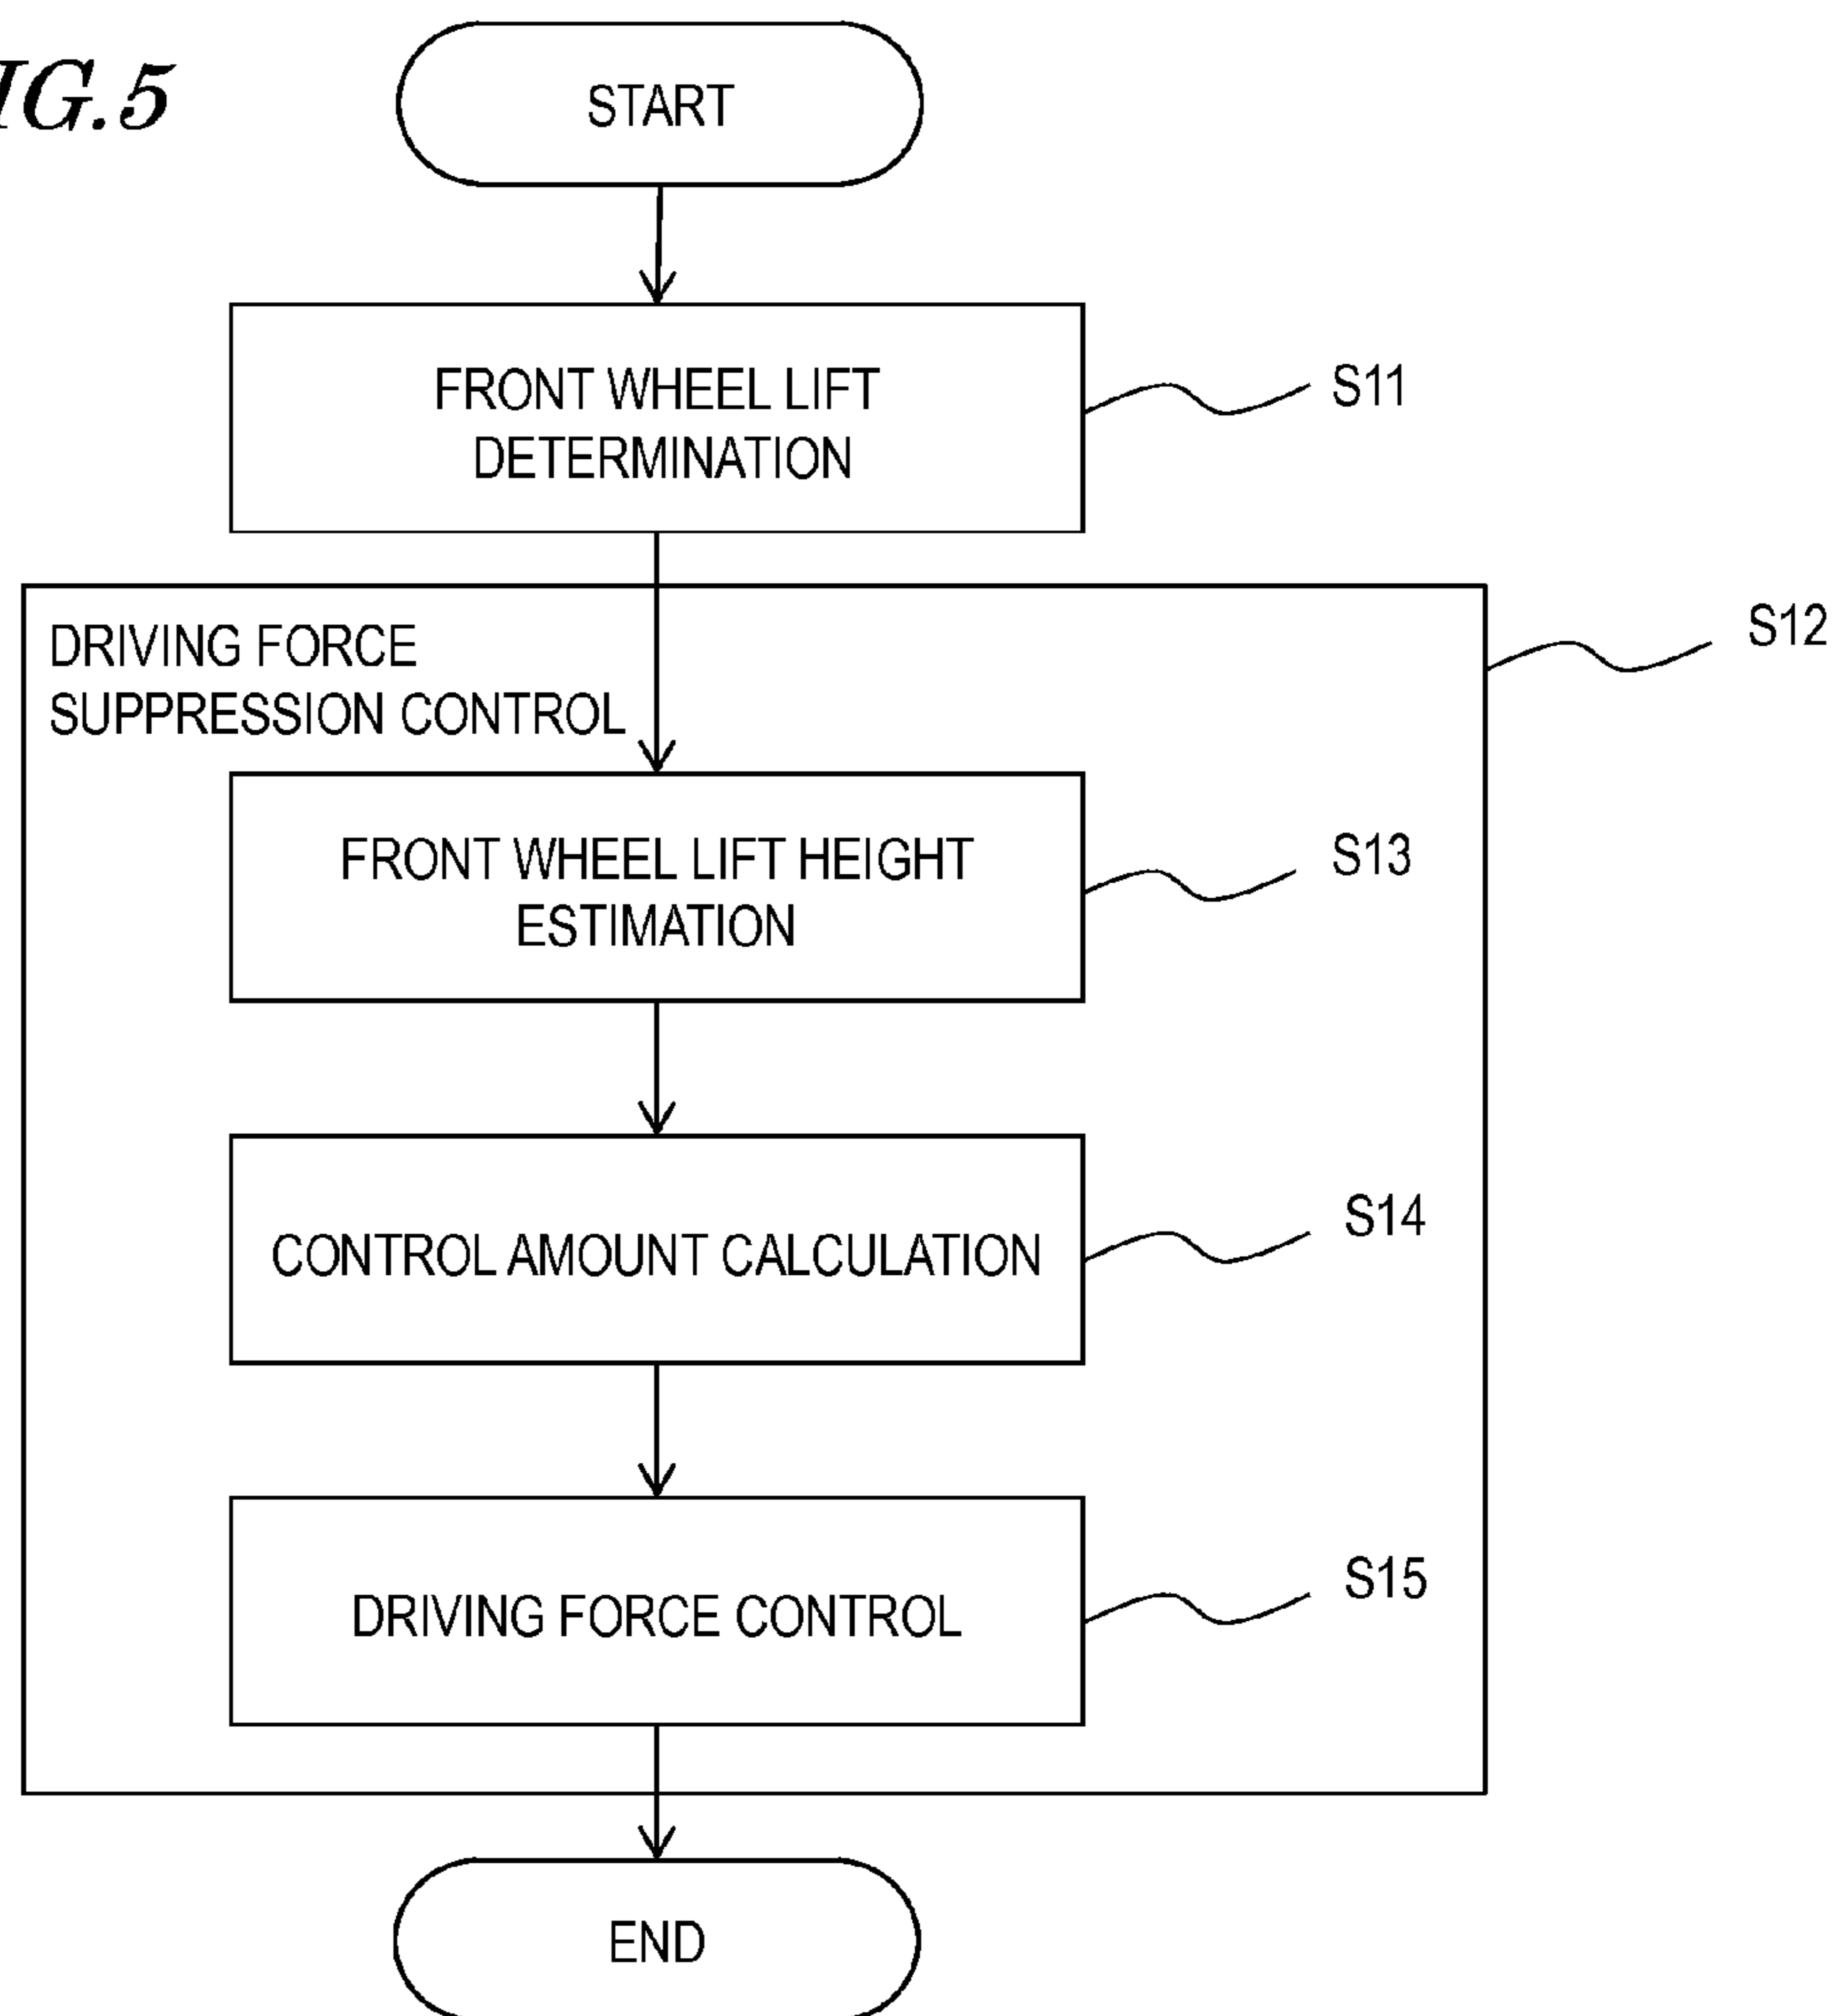 IG.5
START
FRONT WHEEL LIFT
DETERMINATION
S11
DRIVING FORCE
SUPPRESSION CONTROL
S12
FRONT WHEEL LIFT HEIGHT
ESTIMATION
S13
CONTROL AMOUNT CALCULATION
S14
DRIVING FORCE CONTROL
S15
END